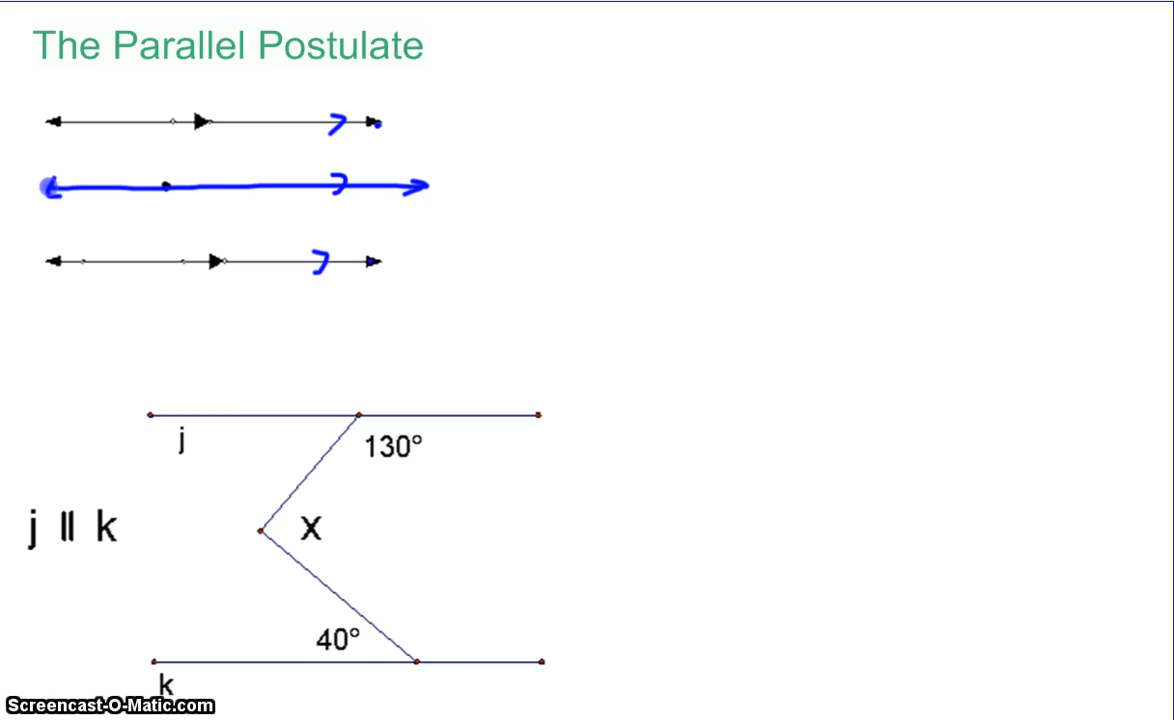 The Parallel Postulate
j
130°
j ∥ k
x
40°
k
Screencast-O-Matic.com